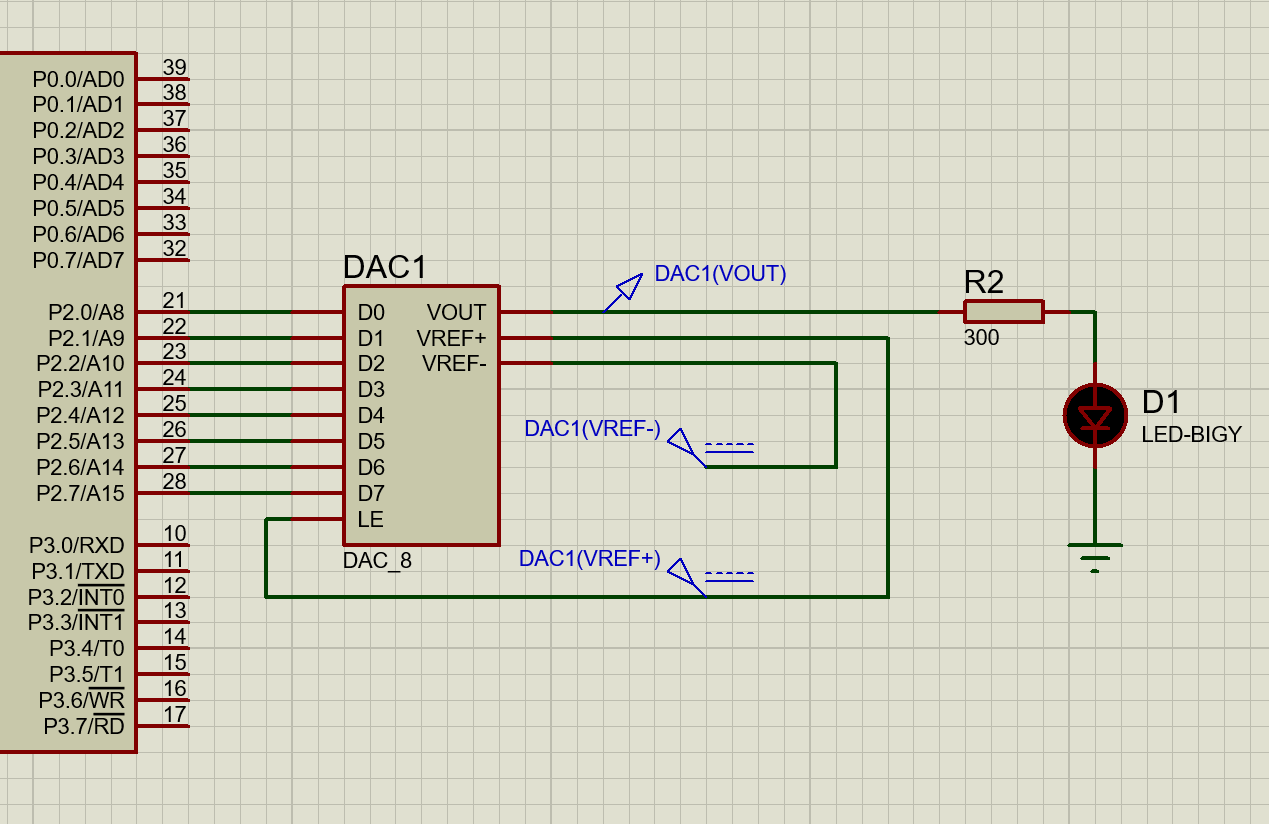 39
P0.0/AD0
38
P0.1/AD1
37
P0.2/AD2
36
P0.3/AD3
35
P0.4/AD4
34
P0.5/AD5
33
P0.6/AD6
32
P0.7/AD7
21
P2.0/A8
22
P2.1/A9
23
P2.2/A10
24
P2.3/A11
25
P2.4/A12
26
P2.5/A13
27
P2.6/A14
28
P2.7/A15
10
P3.0/RXD
11
P3.1/TXD
12
P3.2/INT0
13
P3.3/INT1
14
P3.4/T0
15
P3.5/T1
16
P3.6/WR
17
P3.7/RD
DAC1
D0 VOUT
D1 VREF+
D2 VREF-
D3
D4
D5
D6
D7
LE
DAC_8
DAC1(VOUT)
DAC1(VREF-)
DAC1(VREF+)
R2
300
D1
LED-BIGY